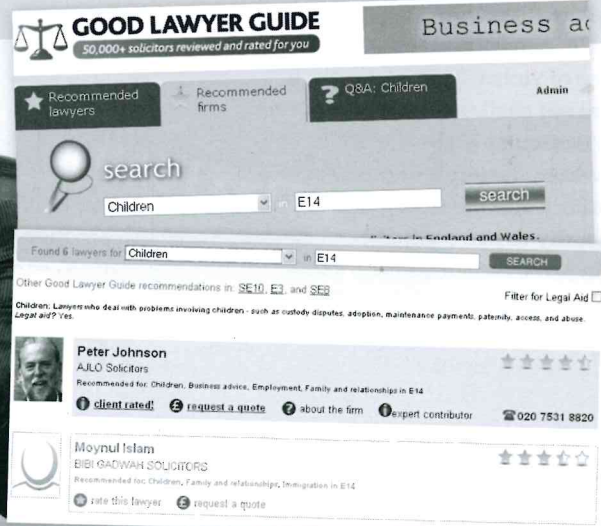 GOOD LAWYER GUIDE
50,000+ solicitors reviewed and rated for you
Business
Recommended lawyers
Recommended firms
? Q&A: Children
Admin
search
Children in E14 search
in England and Wales.
Found 6 lawyers for Children in E14 SEARCH
Other Good Lawyer Guide recommendations in: SE10, E3, and SE8
Filter for Legal Aid
Children: Lawyers who deal with problems involving children - such as custody disputes, adoption, maintenance payments, paternity, access, and abuse.
Legal aid? Yes.
Peter Johnson
AJLO Solicitors
Recommended for: Children, Business advice, Employment, Family and relationships in E14
client rated! £ request a quote ? about the firm expert contributor 020 7531 8820
Moynul Islam
BIBI GADWAH SOLICITORS
Recommended for: Children, Family and relationships, Immigration in E14
rate this lawyer £ request a quote